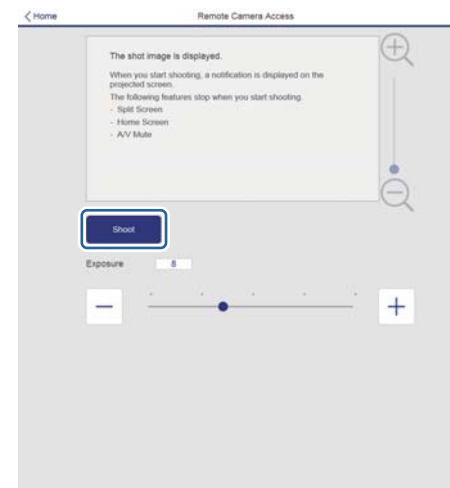 Home
Remote Camera Access
The shot image is displayed.
When you start shooting, a notification is displayed on the
projected screen.
The following features stop when you start shooting.
- Split Screen
- Home Screen
- A/V Mute
Shoot
Exposure 8